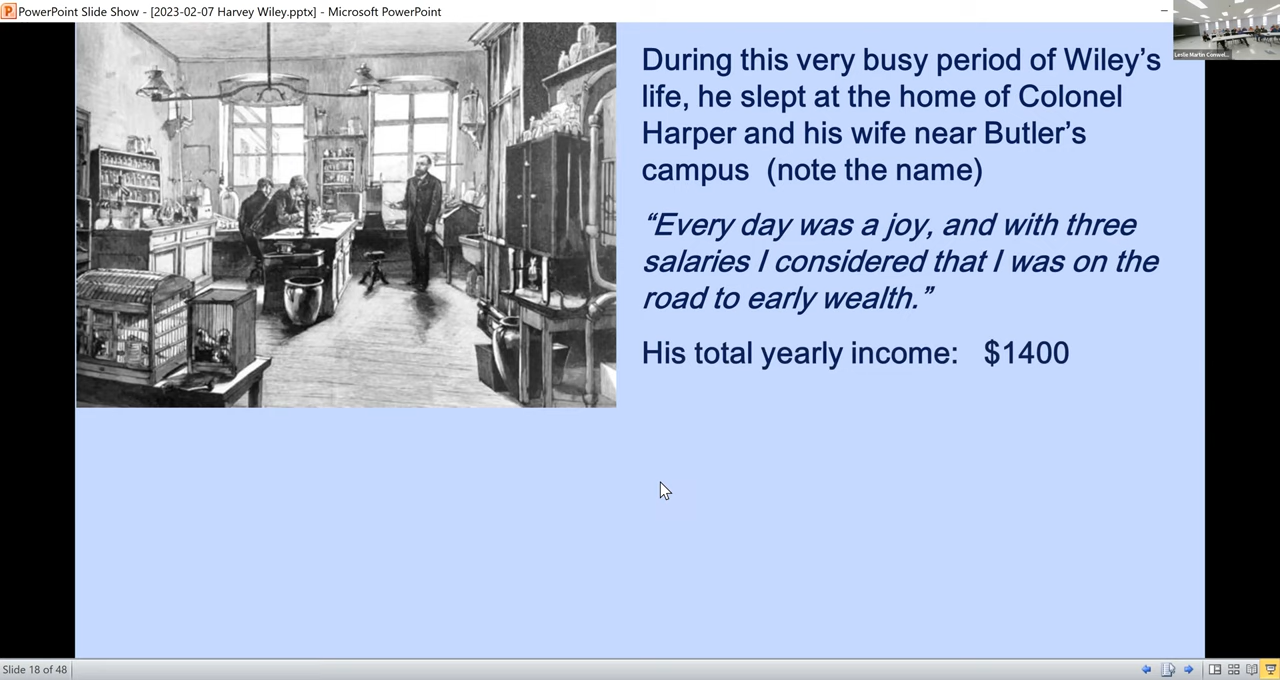 PowerPoint Slide Show - [2023-02-07 Harvey Wiley.pptx] - Microsoft PowerPoint
Leslie Martin Conwel...
During this very busy period of Wiley’s
life, he slept at the home of Colonel
Harper and his wife near Butler’s
campus (note the name)
“Every day was a joy, and with three
salaries I considered that I was on the
road to early wealth.”
His total yearly income: $1400
Slide 18 of 48